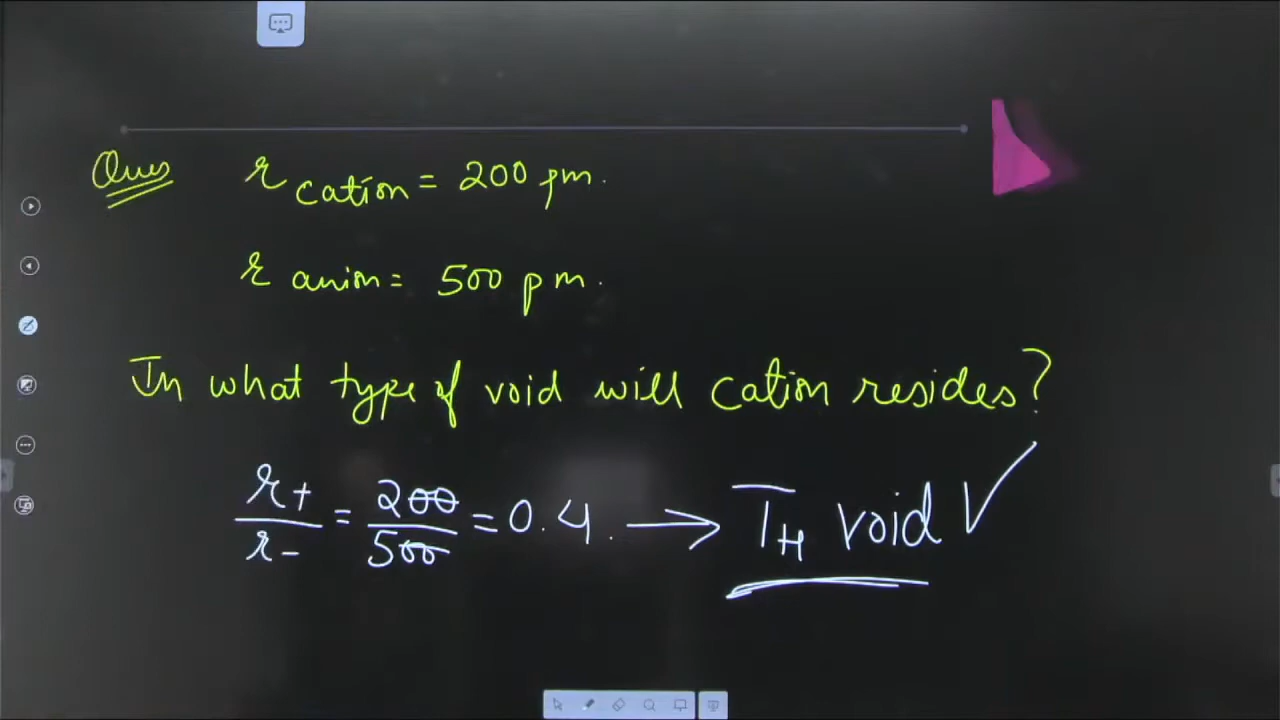 Ques r cation = 200 pm.
r anion = 500 pm.
In what type of void will cation resides?
r+/r- = 200/500 = 0.4. → TH void ✓